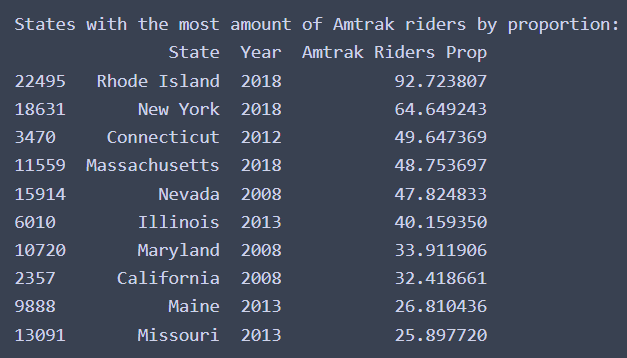 States with the most amount of Amtrak riders by proportion:
State Year Amtrak Riders Prop
22495 Rhode Island 2018 92.723807
18631 New York 2018 64.649243
3470 Connecticut 2012 49.647369
11559 Massachusetts 2018 48.753697
15914 Nevada 2008 47.824833
6010 Illinois 2013 40.159350
10720 Maryland 2008 33.911906
2357 California 2008 32.418661
9888 Maine 2013 26.810436
13091 Missouri 2013 25.897720